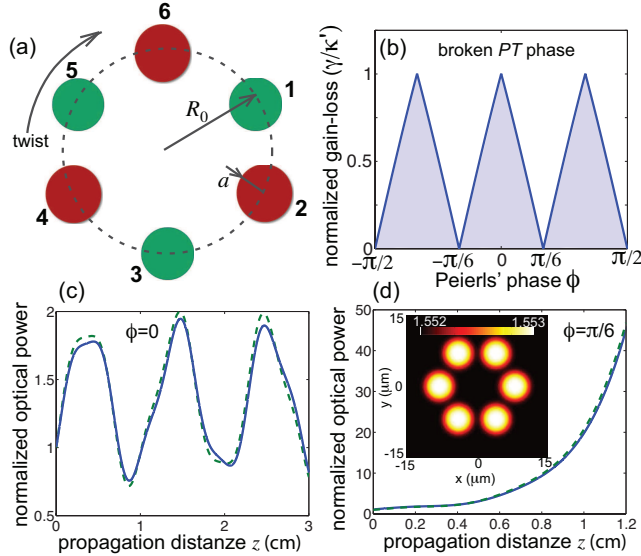 (a)
6
5
1
R₀
twist
a
4
2
3
(b)
broken PT phase
normalized gain-loss (γ/κ')
1
0.5
0
−π/2
−π/6
0
π/6
π/2
Peierls' phase ϕ
(c)
ϕ=0
normalized optical power
2
1.5
1
0.5
0
1
2
3
propagation distanze z (cm)
(d)
ϕ=π/6
normalized optical power
50
40
30
20
10
0
0
0.2
0.4
0.6
0.8
1
1.2
propagation distanze z (cm)
1.552
1.553
15
0
-15
y (μm)
-15
0
15
x (μm)